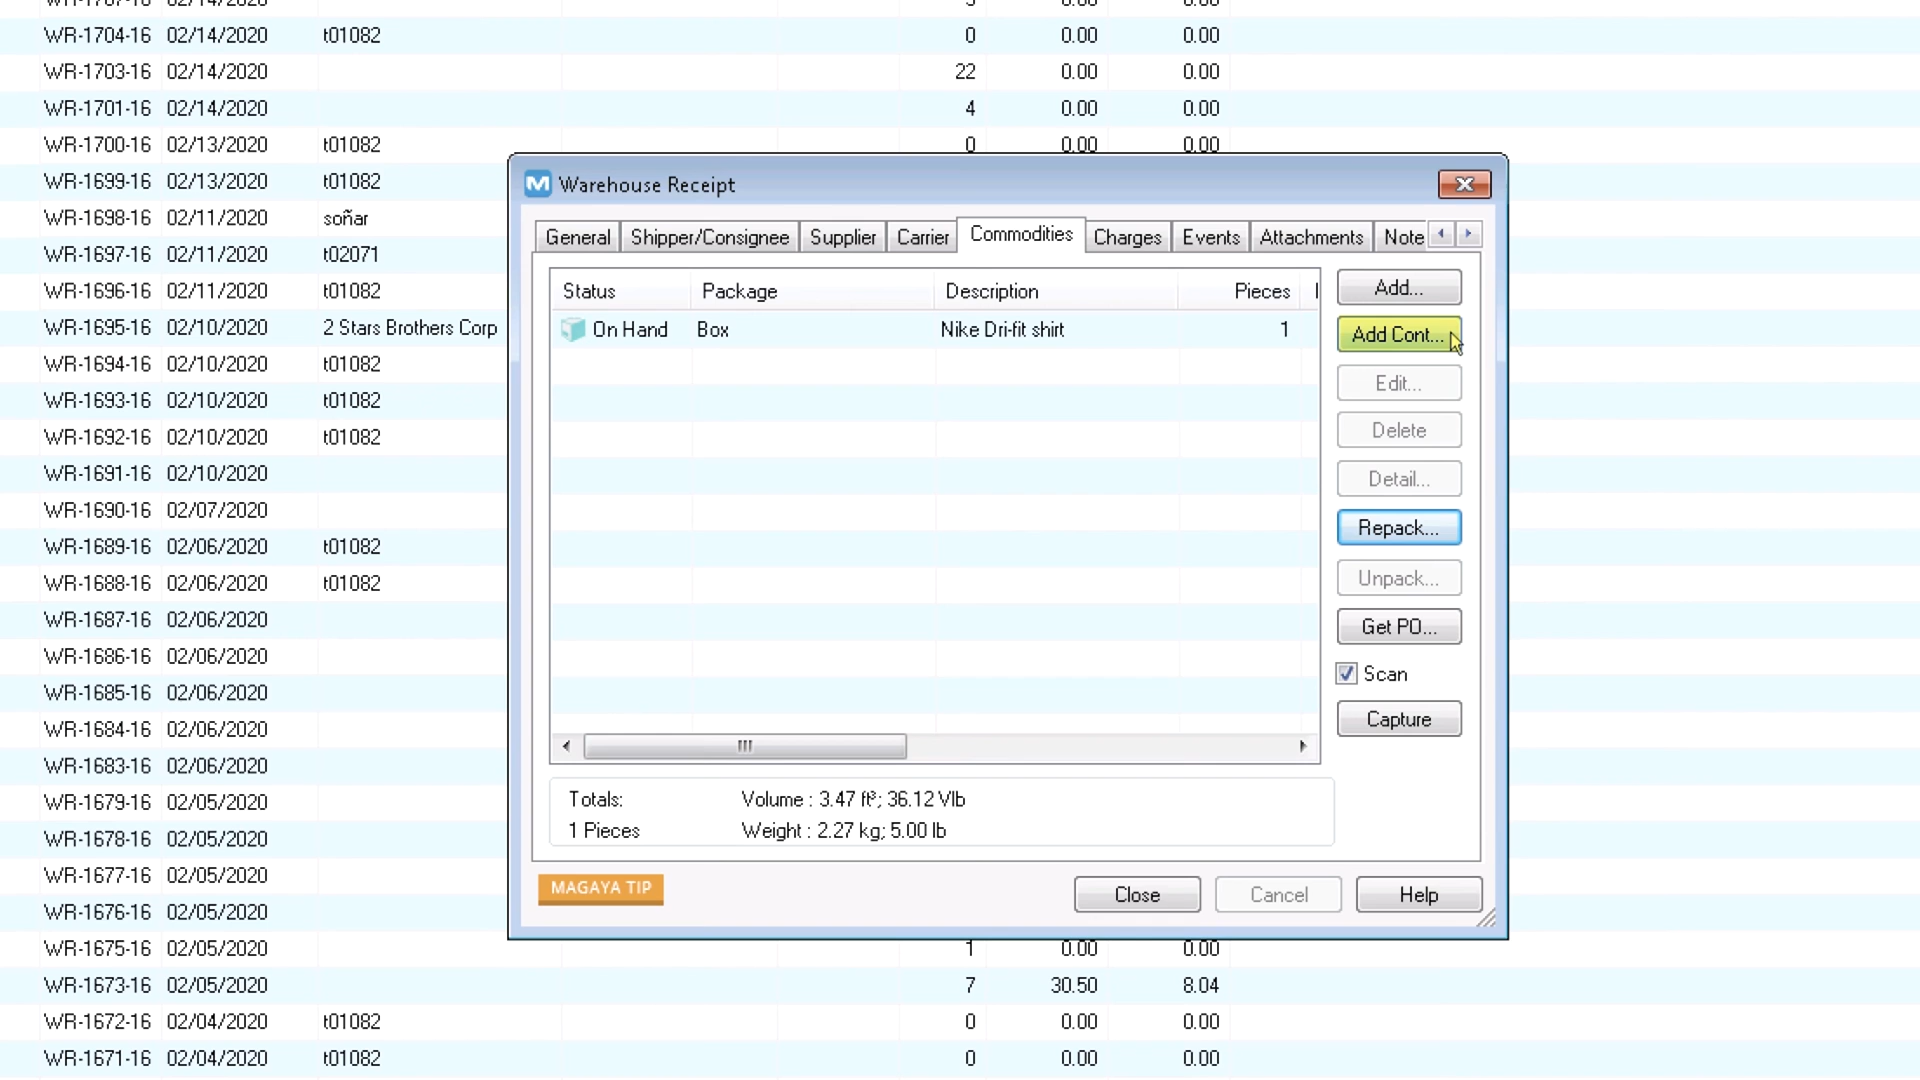 WR-1704-16 02/14/2020 t01082 0 0.00 0.00
WR-1703-16 02/14/2020 22 0.00 0.00
WR-1701-16 02/14/2020 4 0.00 0.00
WR-1700-16 02/13/2020 t01082 0 0.00 0.00
WR-1699-16 02/13/2020 t01082
WR-1698-16 02/11/2020 soñar
WR-1697-16 02/11/2020 t02071
WR-1696-16 02/11/2020 t01082
WR-1695-16 02/10/2020 2 Stars Brothers Corp
WR-1694-16 02/10/2020 t01082
WR-1693-16 02/10/2020 t01082
WR-1692-16 02/10/2020 t01082
WR-1691-16 02/10/2020
WR-1690-16 02/07/2020
WR-1689-16 02/06/2020 t01082
WR-1688-16 02/06/2020 t01082
WR-1687-16 02/06/2020
WR-1686-16 02/06/2020
WR-1685-16 02/06/2020
WR-1684-16 02/06/2020
WR-1683-16 02/06/2020
WR-1679-16 02/05/2020
WR-1678-16 02/05/2020
WR-1677-16 02/05/2020
WR-1676-16 02/05/2020
WR-1675-16 02/05/2020 1 0.00 0.00
WR-1673-16 02/05/2020 7 30.50 8.04
WR-1672-16 02/04/2020 t01082 0 0.00 0.00
WR-1671-16 02/04/2020 t01082 0 0.00 0.00
M Warehouse Receipt
General Shipper/Consignee Supplier Carrier Commodities Charges Events Attachments Note
Status Package Description Pieces
On Hand Box Nike Dri-fit shirt 1
Add...
Add Cont...
Edit...
Delete
Detail...
Repack...
Unpack...
Get PO...
Scan
Capture
Totals: Volume : 3.47 ft³; 36.12 Vlb
1 Pieces Weight : 2.27 kg; 5.00 lb
MAGAYA TIP Close Cancel Help